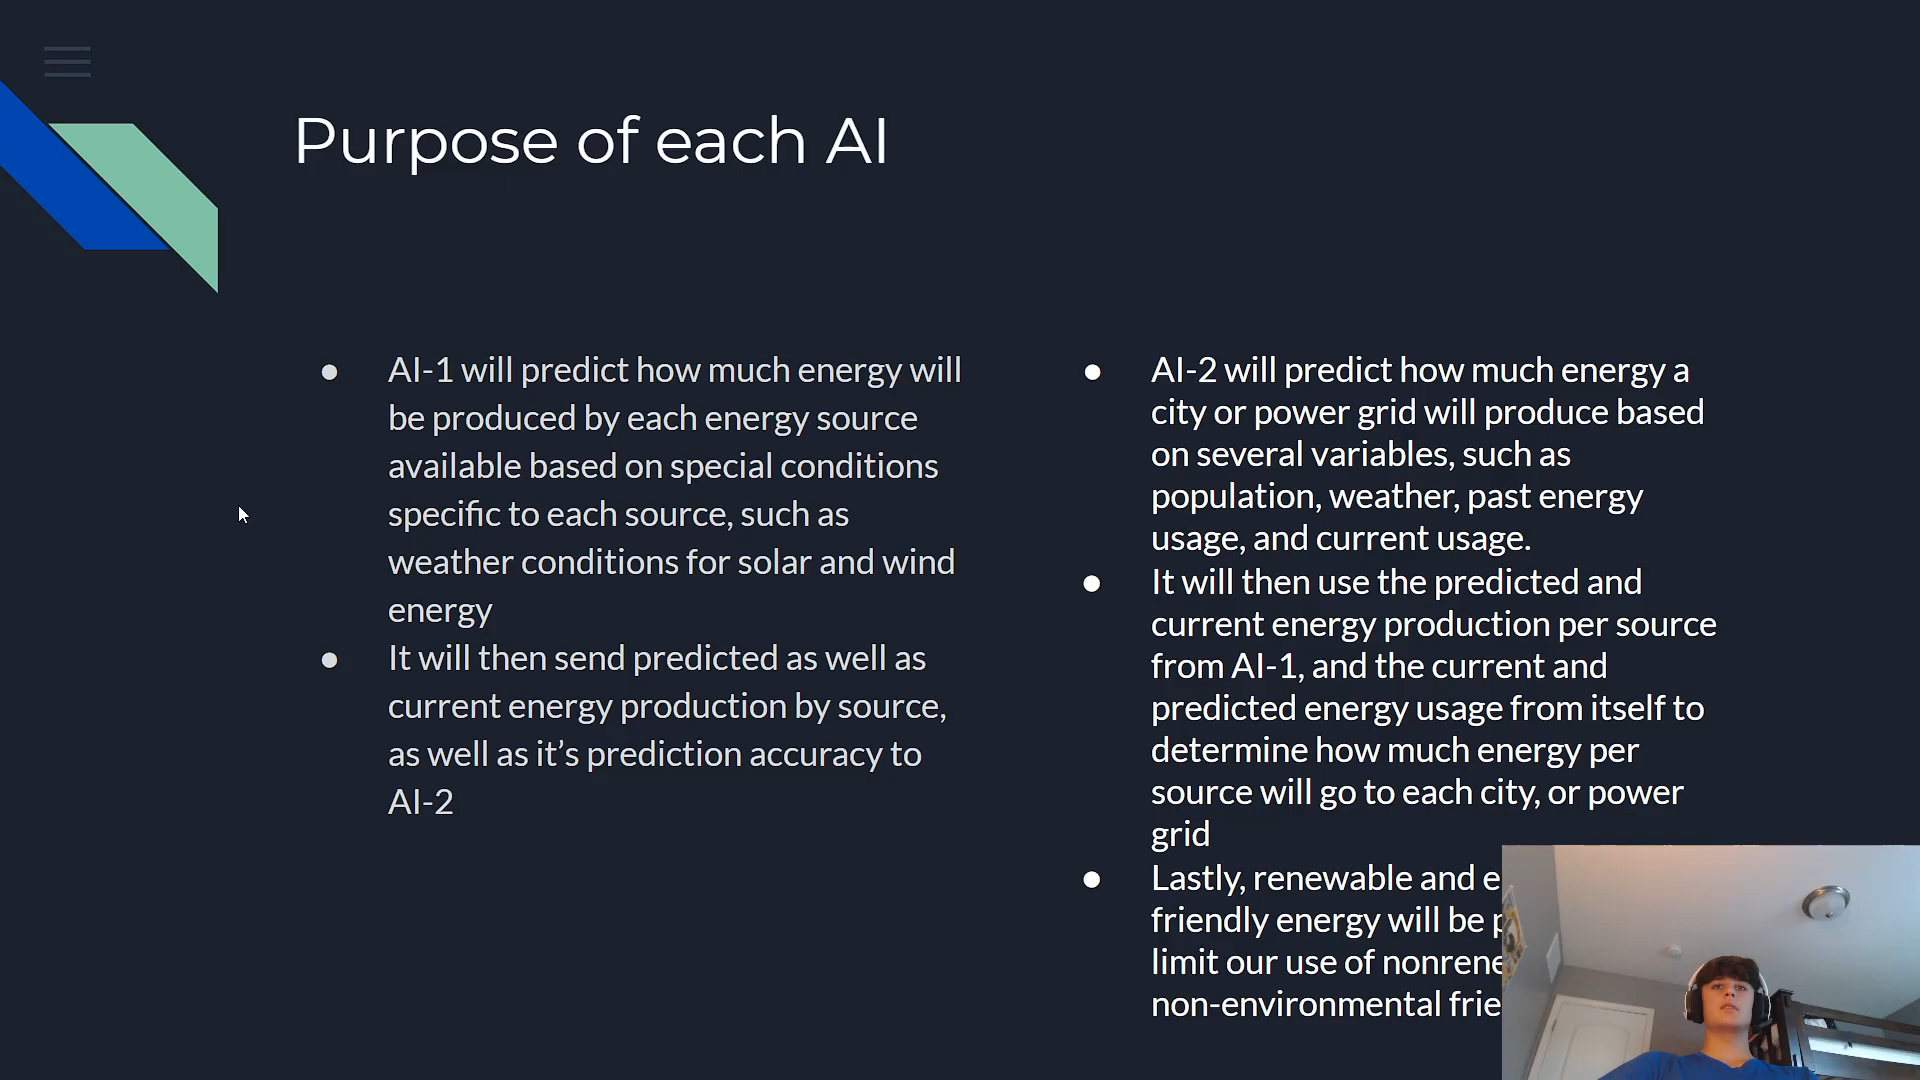 Purpose of each AI
AI-1 will predict how much energy will
be produced by each energy source
available based on special conditions
specific to each source, such as
weather conditions for solar and wind
energy
It will then send predicted as well as
current energy production by source,
as well as it's prediction accuracy to
AI-2
AI-2 will predict how much energy a
city or power grid will produce based
on several variables, such as
population, weather, past energy
usage, and current usage.
It will then use the predicted and
current energy production per source
from AI-1, and the current and
predicted energy usage from itself to
determine how much energy per
source will go to each city, or power
grid
Lastly, renewable and
friendly energy will be
limit our use of
non-environmental